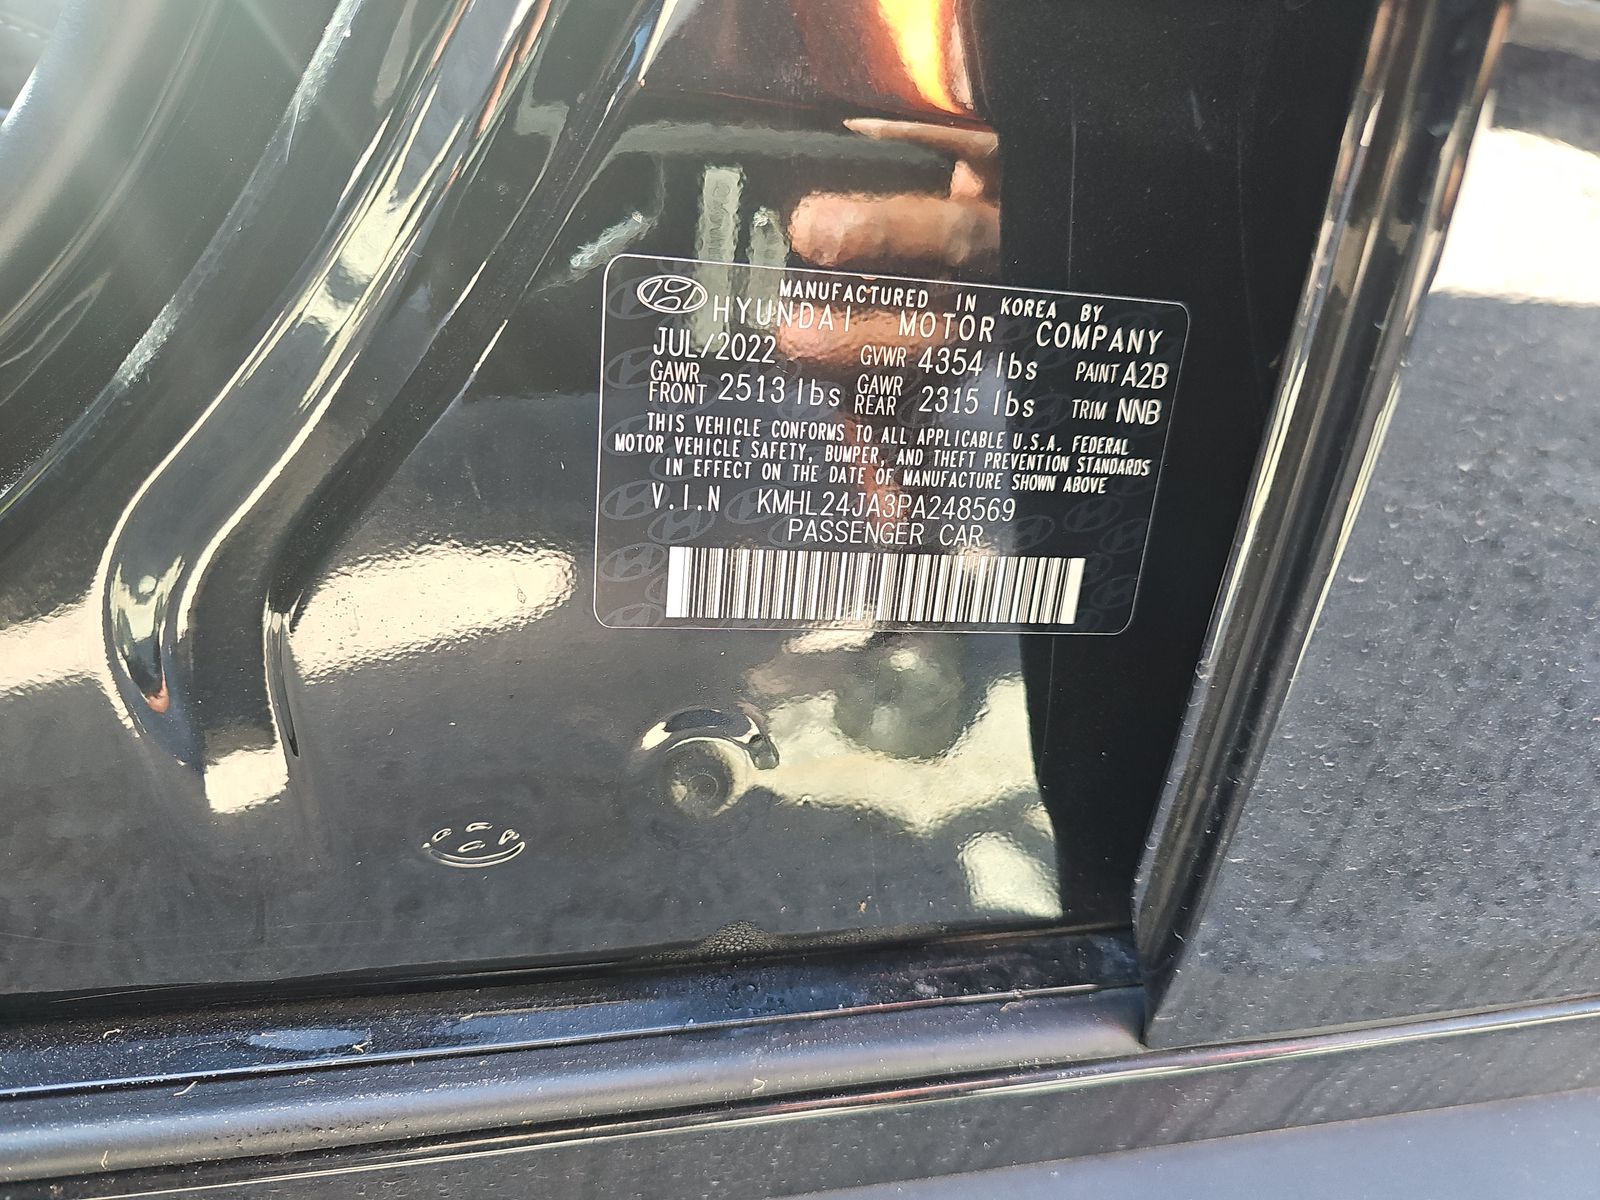 MANUFACTURED IN KOREA BY
HYUNDAI MOTOR COMPANY
JUL/2022 GVWR 4354 lbs PAINT A2B
GAWR FRONT 2513 lbs GAWR REAR 2315 lbs TRIM NNB
THIS VEHICLE CONFORMS TO ALL APPLICABLE U.S.A. FEDERAL
MOTOR VEHICLE SAFETY, BUMPER, AND THEFT PREVENTION STANDARDS
IN EFFECT ON THE DATE OF MANUFACTURE SHOWN ABOVE
V.I.N KMHL24JA3PA248569
PASSENGER CAR